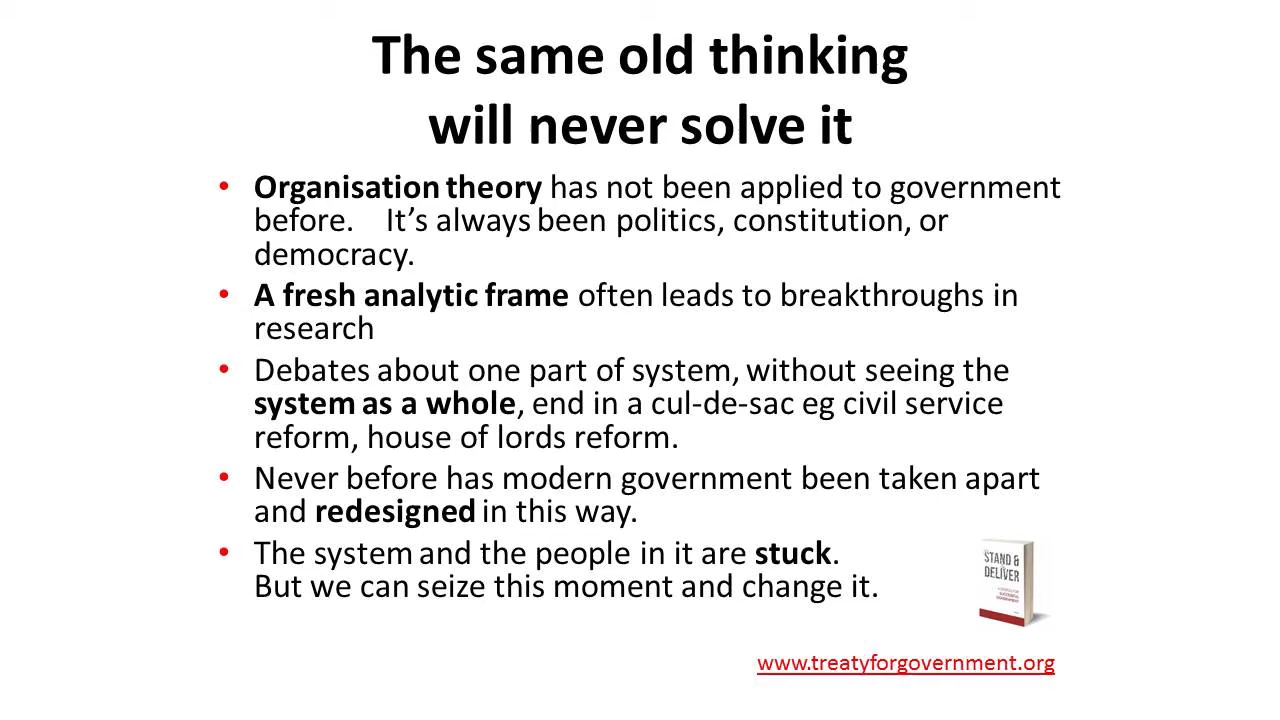 The same old thinking
will never solve it
• Organisation theory has not been applied to government
before. It’s always been politics, constitution, or
democracy.
• A fresh analytic frame often leads to breakthroughs in
research
• Debates about one part of system, without seeing the
system as a whole, end in a cul-de-sac eg civil service
reform, house of lords reform.
• Never before has modern government been taken apart
and redesigned in this way.
• The system and the people in it are stuck.
But we can seize this moment and change it.
STAND &
DELIVER
www.treatyforgovernment.org